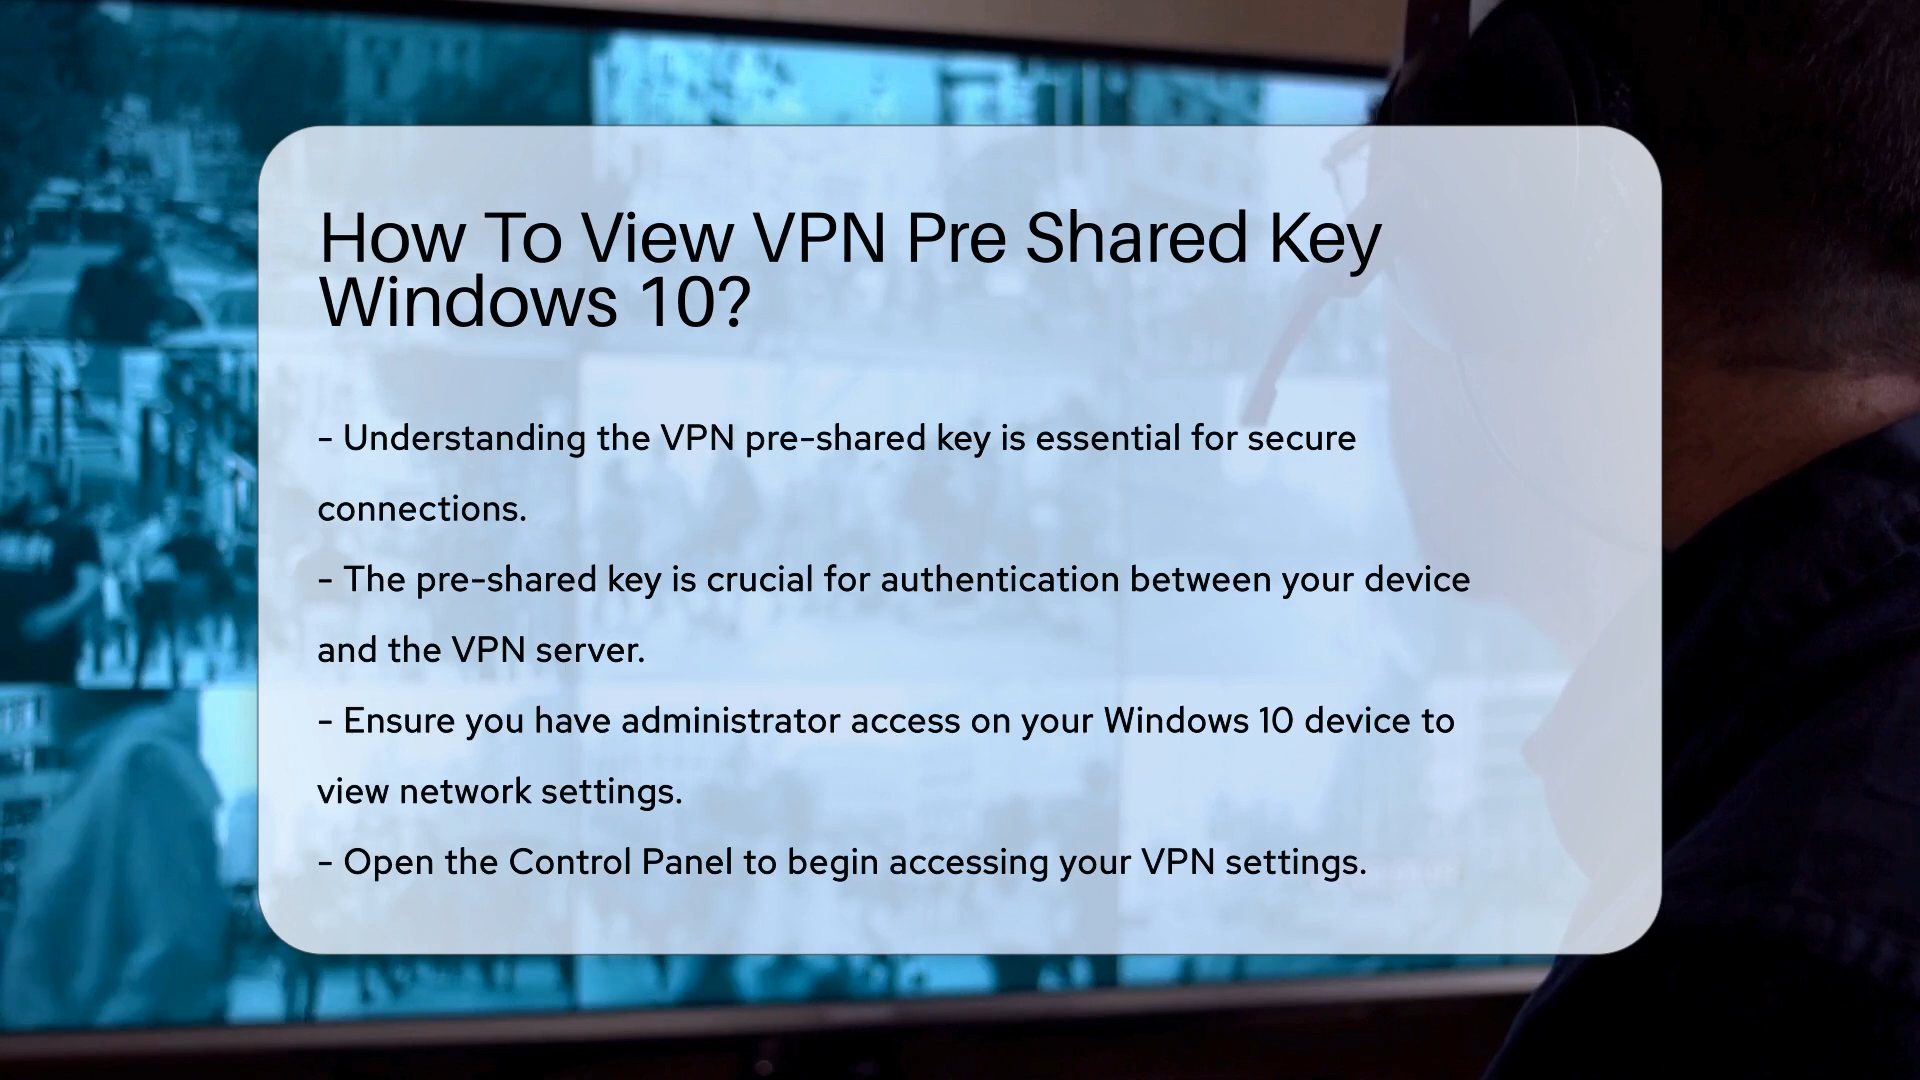 How To View VPN Pre Shared Key
Windows 10?
- Understanding the VPN pre-shared key is essential for secure
connections.
- The pre-shared key is crucial for authentication between your device
and the VPN server.
- Ensure you have administrator access on your Windows 10 device to
view network settings.
- Open the Control Panel to begin accessing your VPN settings.